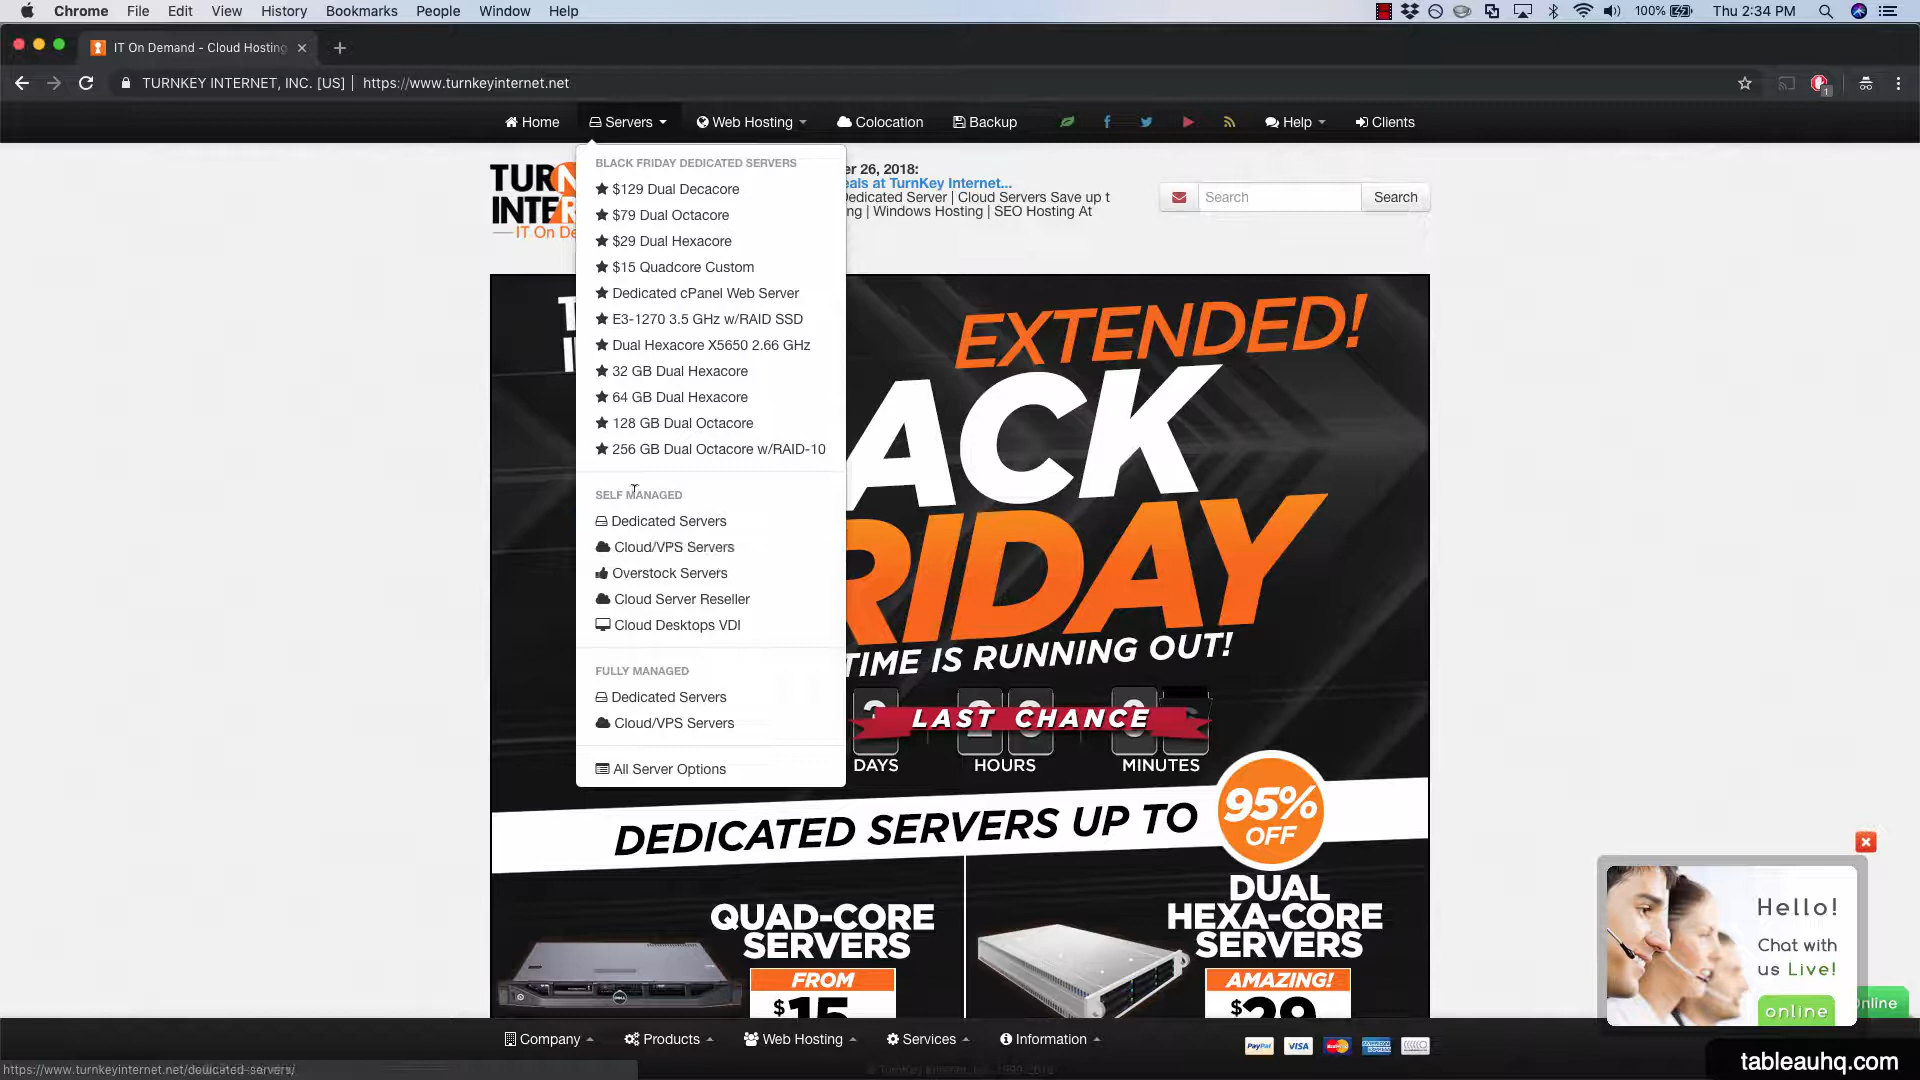 Chrome File Edit View History Bookmarks People Window Help 100% Thu 2:34 PM
IT On Demand - Cloud Hosting
TURNKEY INTERNET, INC. [US] | https://www.turnkeyinternet.net
1
Home Servers Web Hosting Colocation Backup Help Clients
BLACK FRIDAY DEDICATED SERVERS
$129 Dual Decacore
$79 Dual Octacore
$29 Dual Hexacore
$15 Quadcore Custom
Dedicated cPanel Web Server
E3-1270 3.5 GHz w/RAID SSD
Dual Hexacore X5650 2.66 GHz
32 GB Dual Hexacore
64 GB Dual Hexacore
128 GB Dual Octacore
256 GB Dual Octacore w/RAID-10
SELF MANAGED
Dedicated Servers
Cloud/VPS Servers
Overstock Servers
Cloud Server Reseller
Cloud Desktops VDI
FULLY MANAGED
Dedicated Servers
Cloud/VPS Servers
All Server Options
er 26, 2018:
eals at TurnKey Internet...
Dedicated Server | Cloud Servers Save up t
ng | Windows Hosting | SEO Hosting At
Search Search
EXTENDED!
ACK
RIDAY
TIME IS RUNNING OUT!
LAST CHANCE
DAYS HOURS MINUTES
DEDICATED SERVERS UP TO 95% OFF
QUAD-CORE
SERVERS
FROM
$15
DUAL
HEXA-CORE
SERVERS
AMAZING!
$29
Hello!
Chat with
us Live!
online
Online
Company Products Web Hosting Services Information PayPal VISA
https://www.turnkeyinternet.net/dedicated-servers/
tableauhq.com